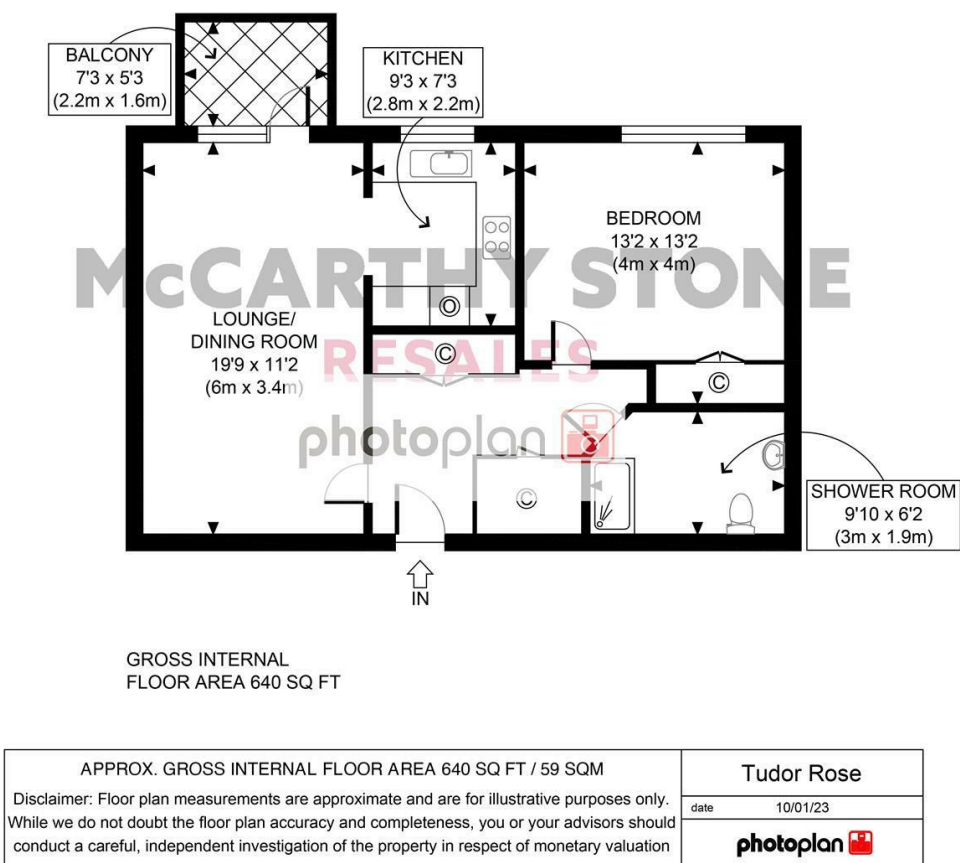 BALCONY
7'3 x 5'3
(2.2m x 1.6m)
KITCHEN
9'3 x 7'3
(2.8m x 2.2m)
BEDROOM
13'2 x 13'2
(4m x 4m)
McCARTHY STONE
RESALES
LOUNGE/
DINING ROOM
19'9 x 11'2
(6m x 3.4m)
O
C
C
photoplan
C
SHOWER ROOM
9'10 x 6'2
(3m x 1.9m)
IN
GROSS INTERNAL
FLOOR AREA 640 SQ FT
APPROX. GROSS INTERNAL FLOOR AREA 640 SQ FT / 59 SQM
Disclaimer: Floor plan measurements are approximate and are for illustrative purposes only.
While we do not doubt the floor plan accuracy and completeness, you or your advisors should
conduct a careful, independent investigation of the property in respect of monetary valuation
Tudor Rose
date 10/01/23
photoplan